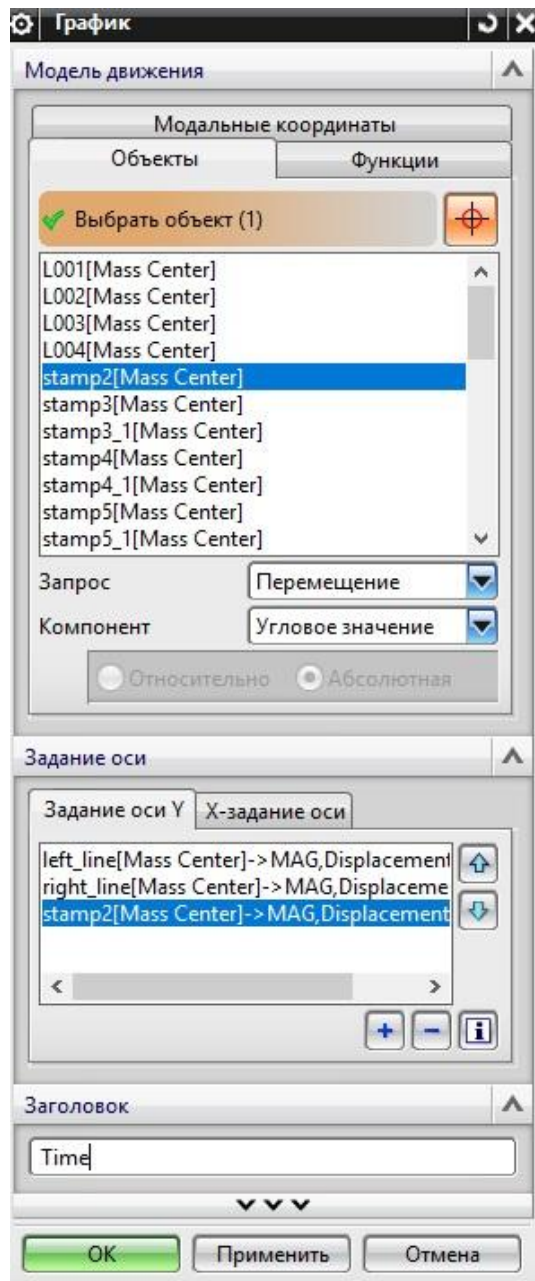 График
Модель движения
Модальные координаты
Объекты
Функции
Выбрать объект (1)
L001[Mass Center]
L002[Mass Center]
L003[Mass Center]
L004[Mass Center]
stamp2[Mass Center]
stamp3[Mass Center]
stamp3_1[Mass Center]
stamp4[Mass Center]
stamp4_1[Mass Center]
stamp5[Mass Center]
stamp5_1[Mass Center]
Запрос Перемещение
Компонент Угловое значение
Относительно Абсолютная
Задание оси
Задание оси Y X-задание оси
left_line[Mass Center]->MAG,Displacement
right_line[Mass Center]->MAG,Displaceme
stamp2[Mass Center]->MAG,Displacement
Заголовок
Time
OK Применить Отмена